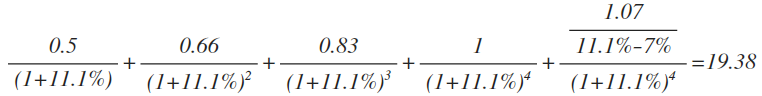 0.5/(1+11.1%) + 0.66/(1+11.1%)² + 0.83/(1+11.1%)³ + 1/(1+11.1%)⁴ + (1.07/(11.1%-7%))/(1+11.1%)⁴ =19.38